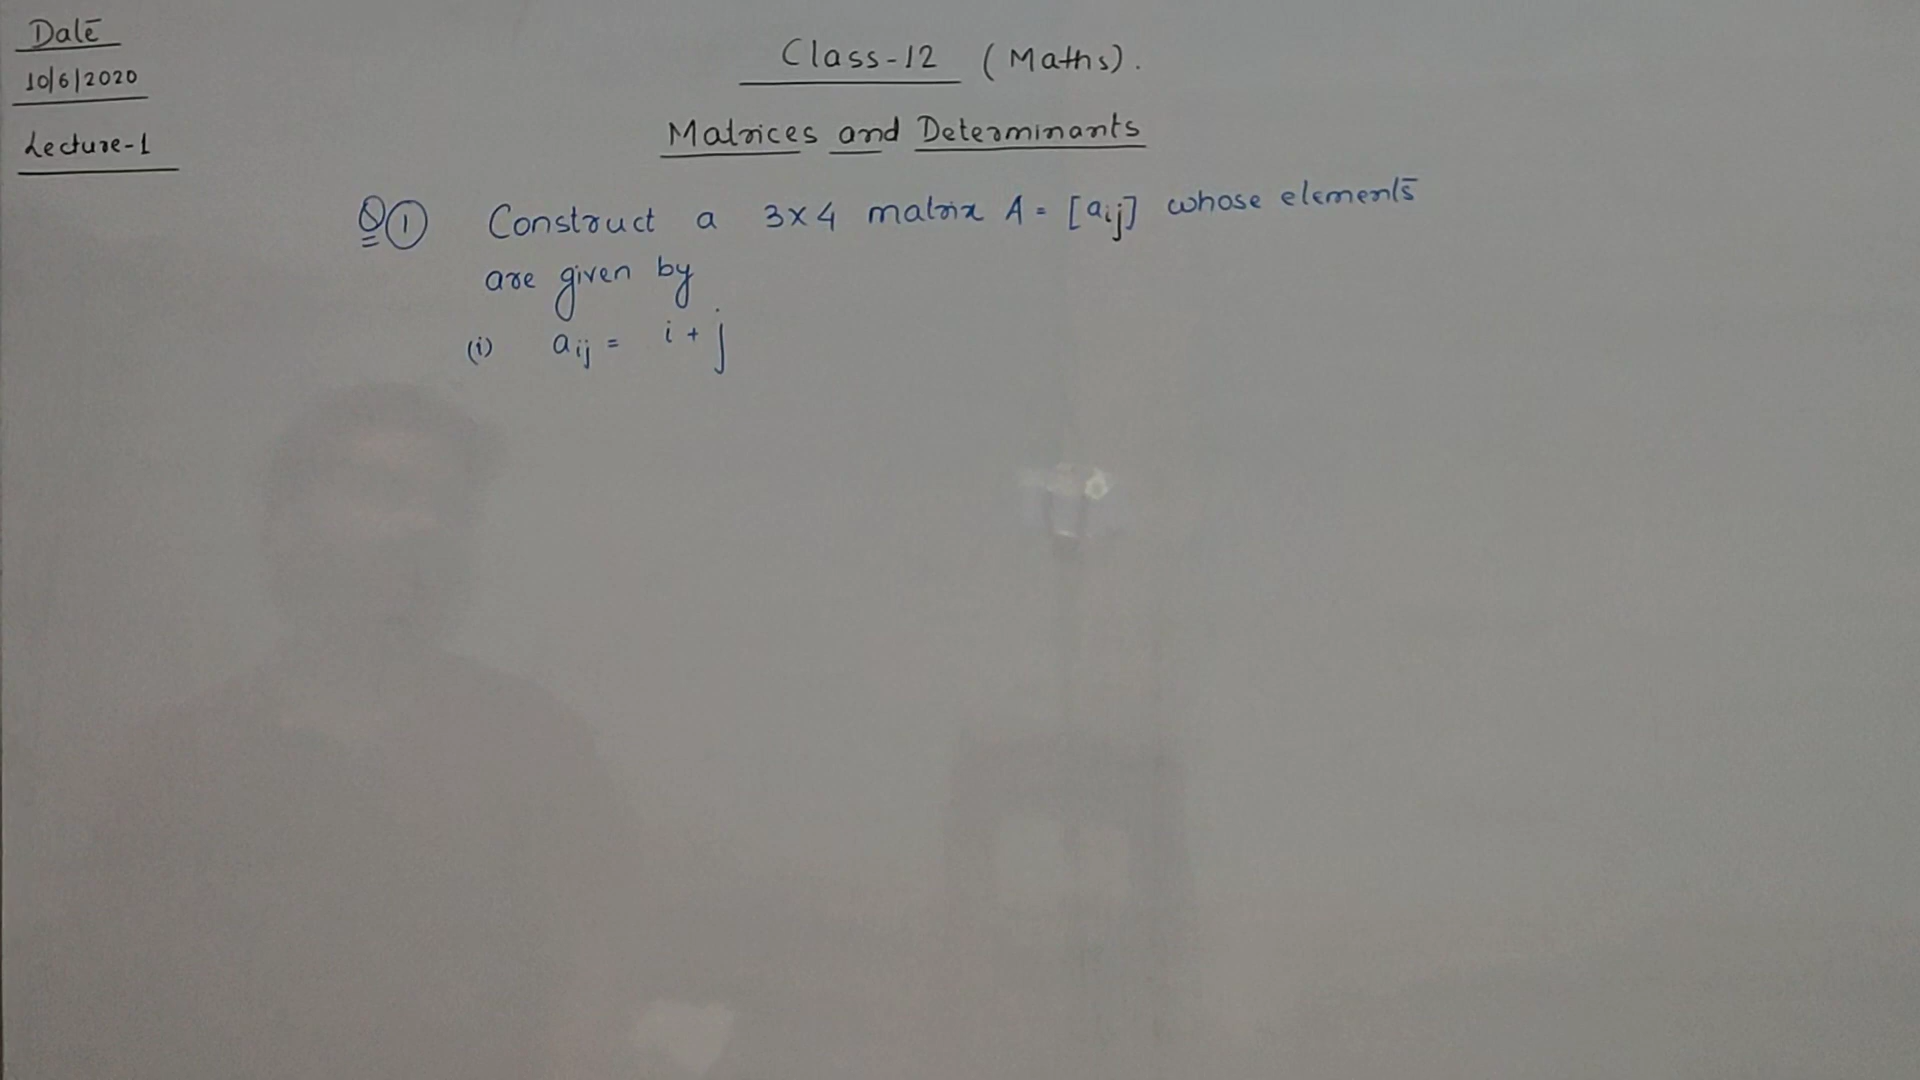 Date
10/6/2020
Lecture-1
Class-12 (Maths).
Matrices and Determinants
Q① Construct a 3×4 matrix A = [aij] whose elements
are given by
(i) aij = i + j